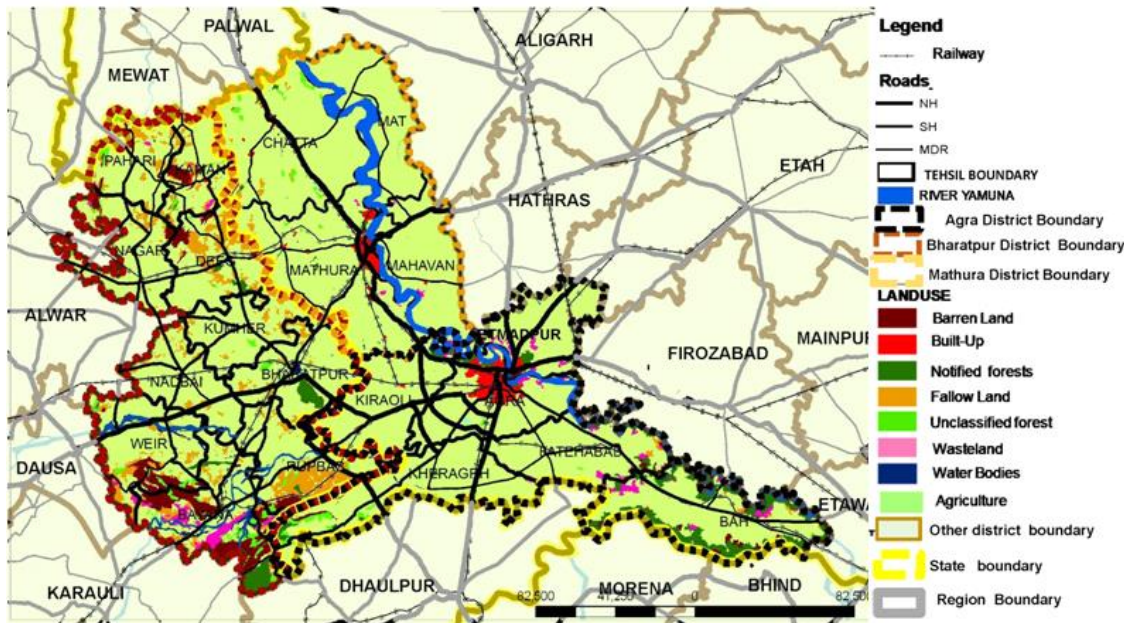 PALWAL
ALIGARH
MEWAT
MAT
CHATTA
PAHARI
KAMAN
ETAH
HATHRAS
NAGAR
DEEG
MATHURA
MAHAVAN
ALWAR
KUMHER
ETMADPUR
MAINPUR
FIROZABAD
NADBAI
BHARATPUR
KIRAOLI
AGRA
WEIR
DAUSA
RUPBAS
KHERAGRH
FATEHABAD
ETAWA
BAH
KARAULI
DHAULPUR
MORENA
BHIND
82,500 41,250 0 82,500
Legend
Railway
Roads
NH
SH
MDR
TEHSIL BOUNDARY
RIVER YAMUNA
Agra District Boundary
Bharatpur District Boundary
Mathura District Boundary
LANDUSE
Barren Land
Built-Up
Notified forests
Fallow Land
Unclassified forest
Wasteland
Water Bodies
Agriculture
Other district boundary
State boundary
Region Boundary